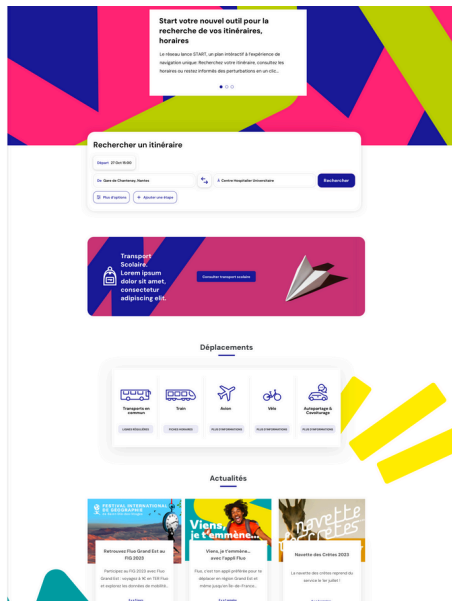 Start votre nouvel outil pour la
recherche de vos itinéraires,
horaires
Le réseau lance START, un plan intéractif à l'expérience de
navigation unique: Recherchez votre itinéraire, consultez les
horaires ou restez informés des perturbations en un clic...
Rechercher un itinéraire
Départ 27 Oct 15:00
De Gare de Chantenay, Nantes
À Centre Hospitalier Universitaire
Rechercher
Plus d'options
Ajouter une étape
Transport
Scolaire.
Lorem ipsum
dolor sit amet,
consectetur
adipiscing elit.
Consulter transport scolaire
Déplacements
Transports en
commun
LIGNES RÉGULIÈRES
Train
FICHES HORAIRES
Avion
PLUS D'INFORMATIONS
Vélo
PLUS D'INFORMATIONS
Autopartage &
Covoiturage
PLUS D'INFORMATIONS
Actualités
FESTIVAL INTERNATIONAL
DE GÉOGRAPHIE
Retrouvez Fluo Grand Est au
FIG 2023
Participez au FIG 2023 avec Fluo
Grand Est : voyagez à 1€ en TER Fluo
et explorez les données de mobilité...
Viens,
je t'emmène...
Viens, je t'emmène...
avec l'appli Fluo
Fluo, c'est mon appli préférée pour le
déplacer en région Grand Est et
même jusqu'en Ile-de-France...
navette
crêtes
Navette des Crêtes 2023
La navette des crêtes reprend du
service le 1er juillet !